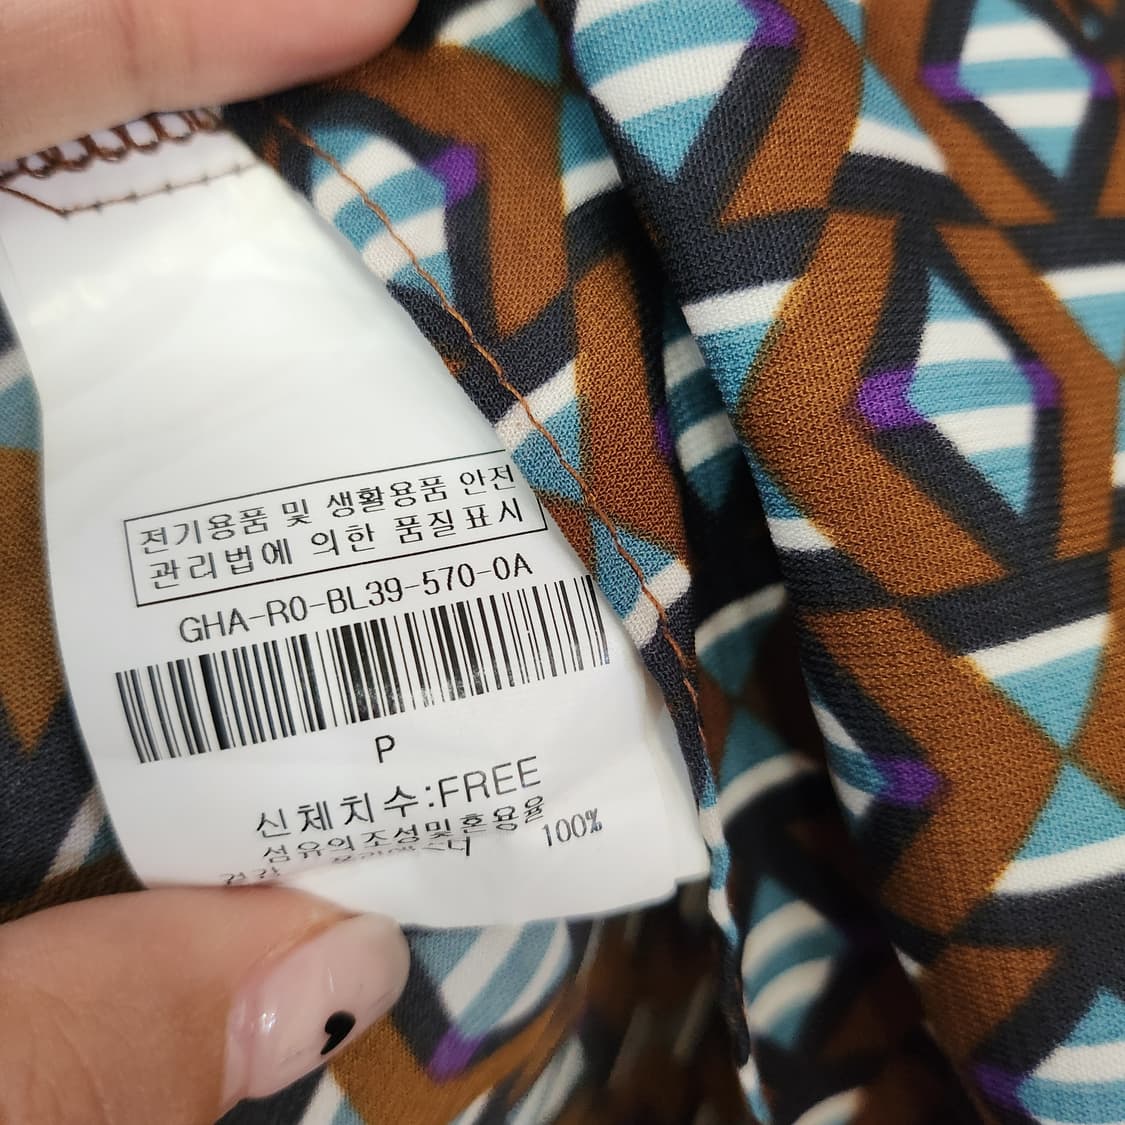 전기용품 및 생활용품 안전
관리법에 의한 품질표시
GHA-R0-BL39-570-0A
P
신체치수:FREE
섬유의조성및혼용율
100%